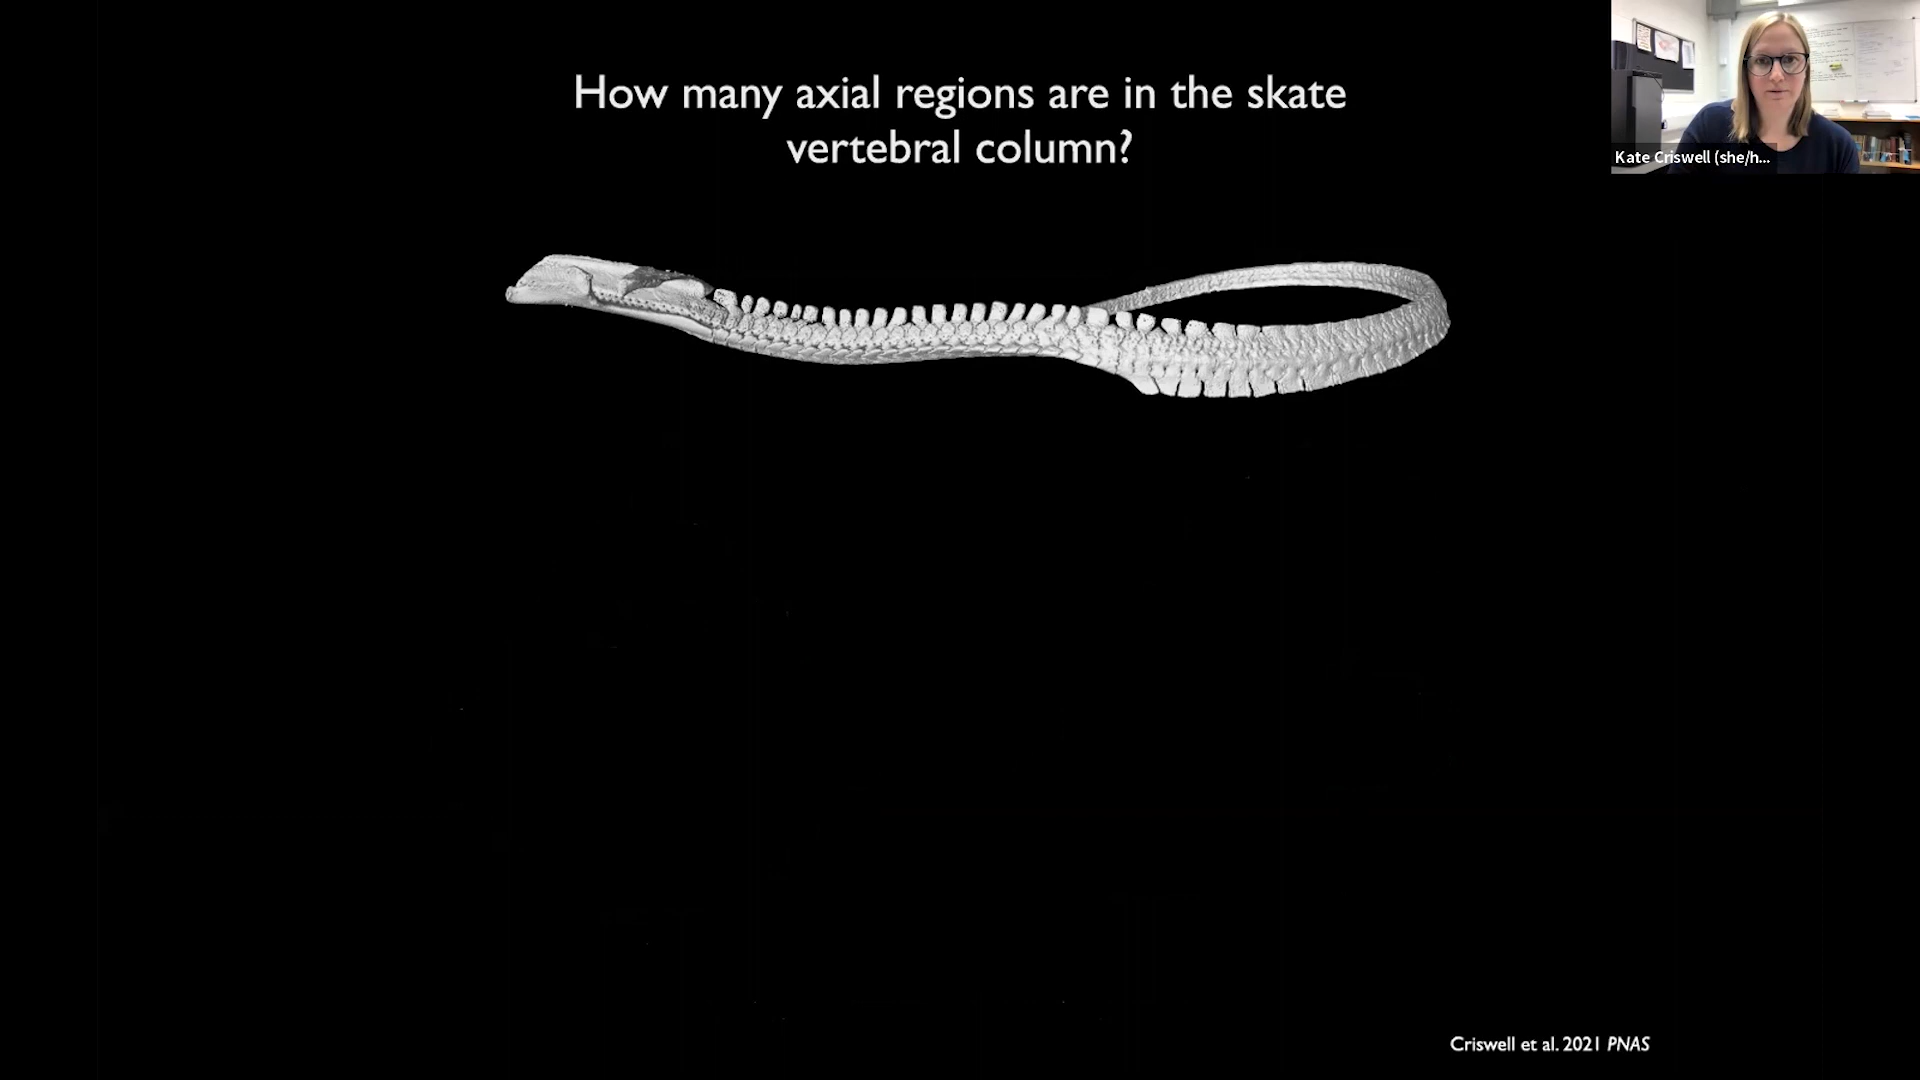 How many axial regions are in the skate
vertebral column?
Kate Criswell (she/h...
Criswell et al. 2021 PNAS